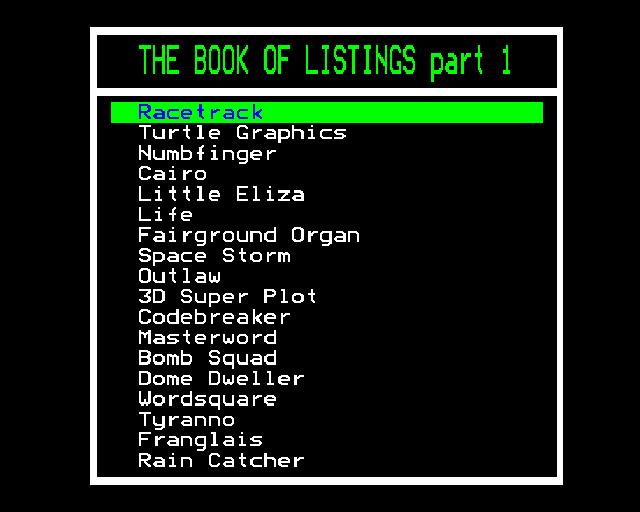 THE BOOK OF LISTINGS part 1
Racetrack
Turtle Graphics
Numbfinger
Cairo
Little Eliza
Life
Fairground Organ
Space Storm
Outlaw
3D Super Plot
Codebreaker
Masterword
Bomb Squad
Dome Dweller
Wordsquare
Tyranno
Franglais
Rain Catcher